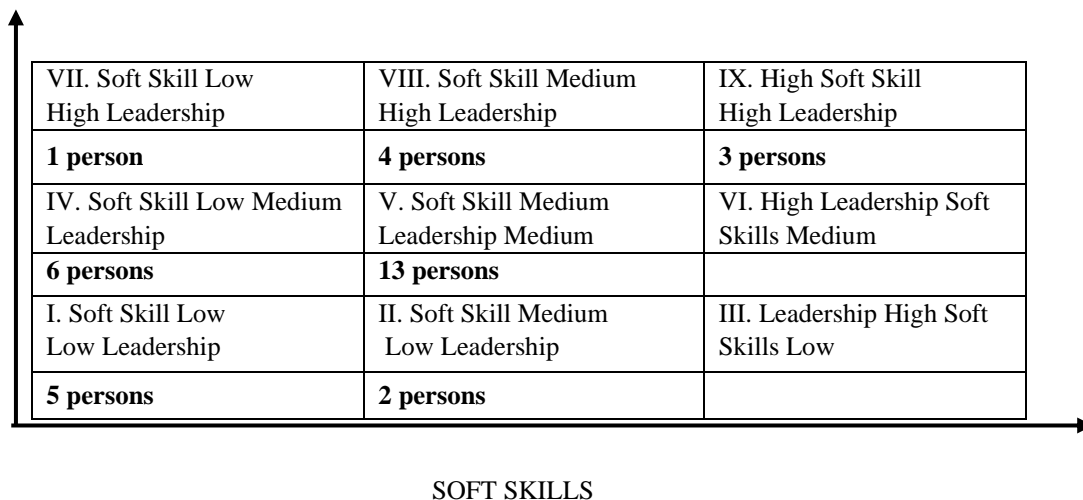 VII. Soft Skill Low
High Leadership
VIII. Soft Skill Medium
High Leadership
IX. High Soft Skill
High Leadership
1 person
4 persons
3 persons
IV. Soft Skill Low Medium
Leadership
V. Soft Skill Medium
Leadership Medium
VI. High Leadership Soft
Skills Medium
6 persons
13 persons
I. Soft Skill Low
Low Leadership
II. Soft Skill Medium
Low Leadership
III. Leadership High Soft
Skills Low
5 persons
2 persons
SOFT SKILLS